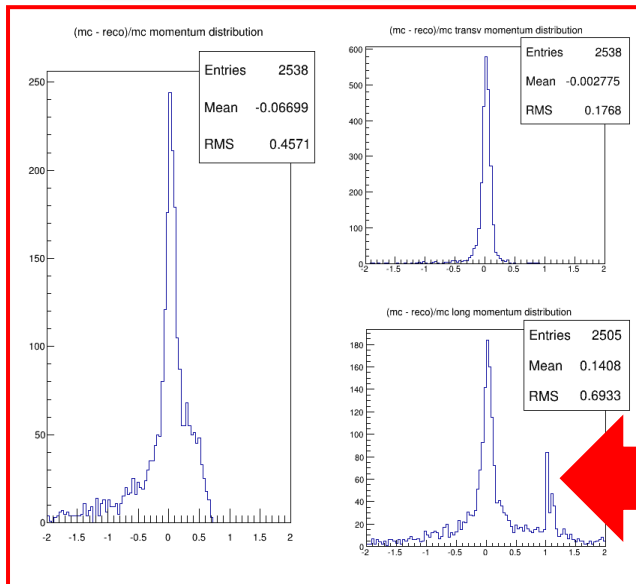 (mc - reco)/mc momentum distribution
Entries 2538
Mean -0.06699
RMS 0.4571
250
200
150
100
50
0
-2 -1.5 -1 -0.5 0 0.5 1 1.5 2
(mc - reco)/mc transv momentum distribution
Entries 2538
Mean -0.002775
RMS 0.1768
600
500
400
300
200
100
0
-2 -1.5 -1 -0.5 0 0.5 1 1.5 2
(mc - reco)/mc long momentum distribution
Entries 2505
Mean 0.1408
RMS 0.6933
180
160
140
120
100
80
60
40
20
0
-2 -1.5 -1 -0.5 0 0.5 1 1.5 2